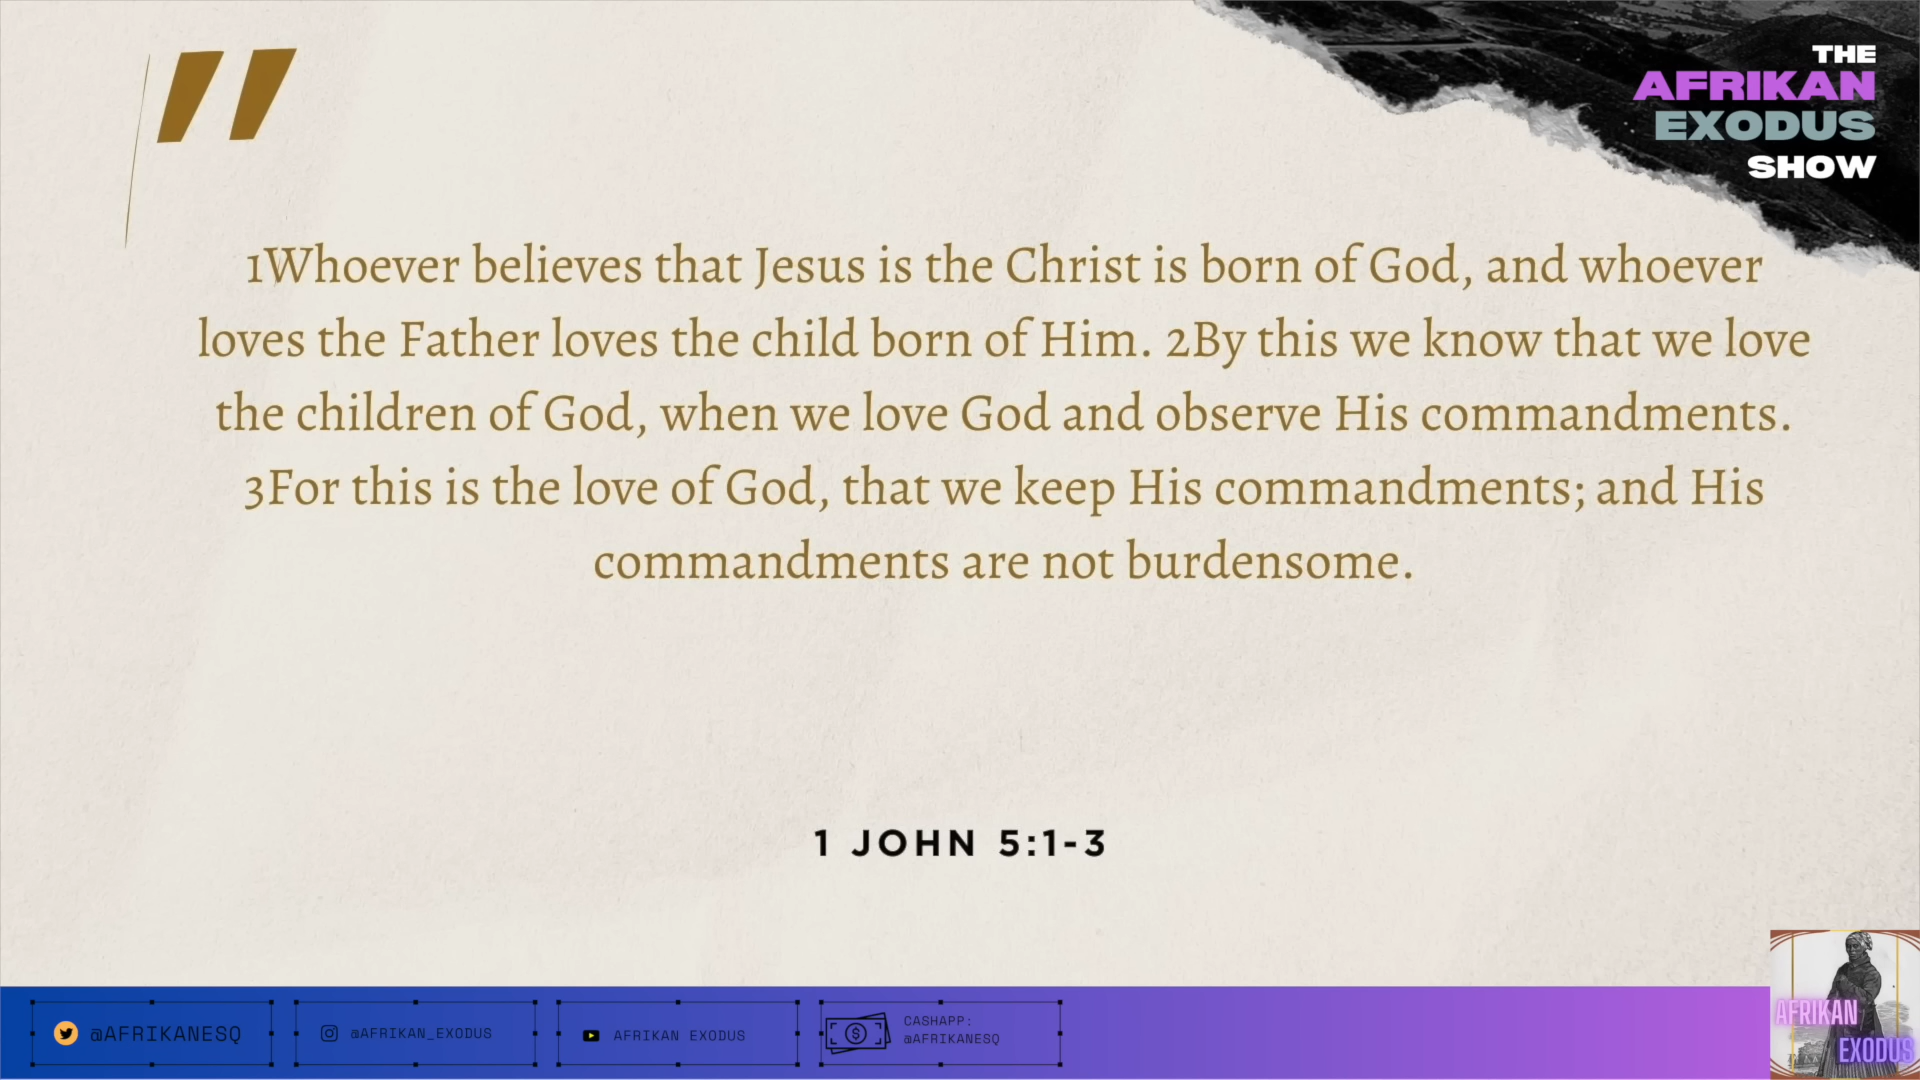 "
THE
AFRIKAN
EXODUS
SHOW
1Whoever believes that Jesus is the Christ is born of God, and whoever
loves the Father loves the child born of Him. 2By this we know that we love
the children of God, when we love God and observe His commandments.
3For this is the love of God, that we keep His commandments; and His
commandments are not burdensome.
1 JOHN 5:1-3
@AFRIKANESQ
@AFRIKAN_EXODUS
AFRIKAN EXODUS
CASHAPP:
@AFRIKANESQ
AFRIKAN
EXODUS